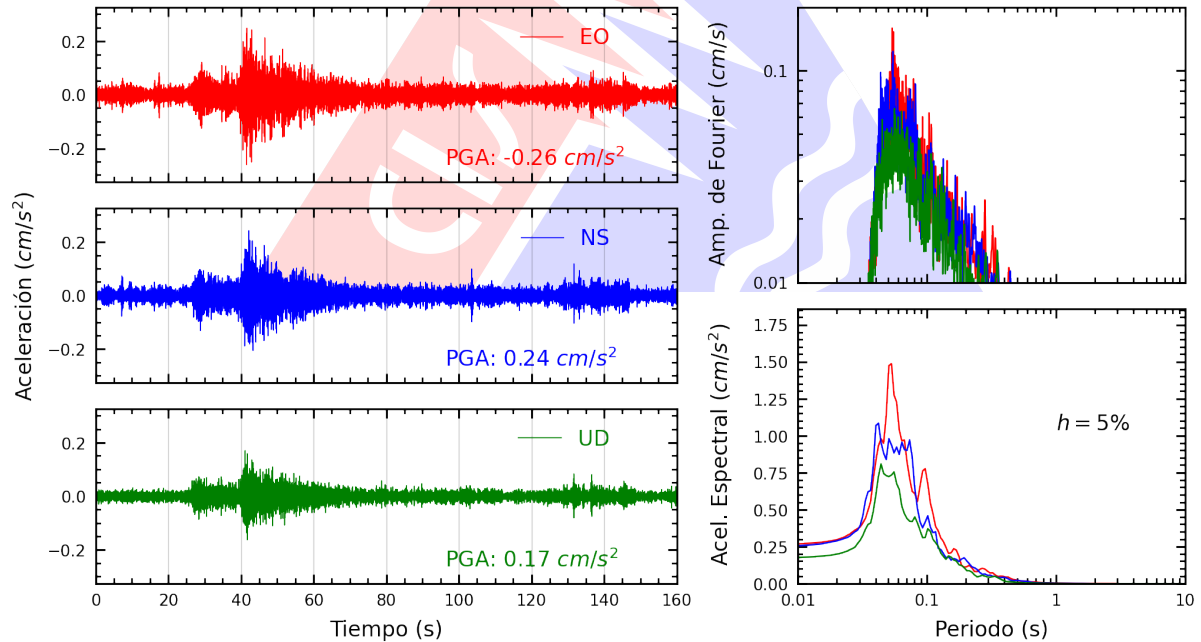 Aceleración (cm/s²)
0.2
0.0
−0.2
EO
PGA: -0.26 cm/s²
0.2
0.0
−0.2
NS
PGA: 0.24 cm/s²
0.2
0.0
−0.2
UD
PGA: 0.17 cm/s²
0 20 40 60 80 100 120 140 160
Tiempo (s)
Amp. de Fourier (cm/s)
0.1
0.01
Acel. Espectral (cm/s²)
1.75
1.50
1.25
1.00
0.75
0.50
0.25
0.00
h = 5%
0.01 0.1 1 10
Periodo (s)